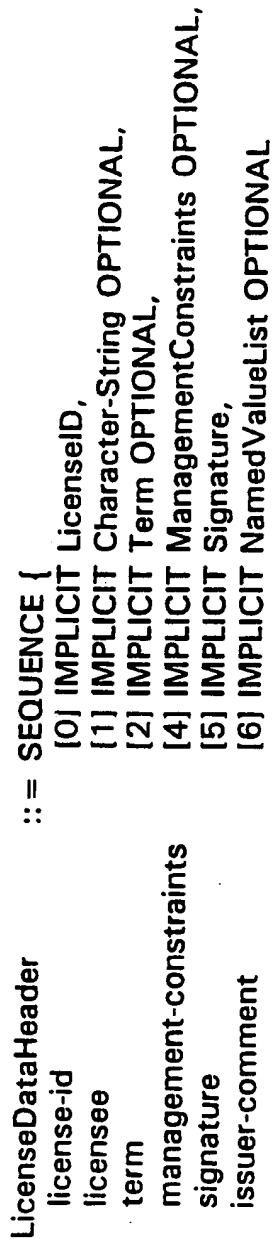 LicenseDataHeader ::= SEQUENCE {
license-id [0] IMPLICIT LicenseID,
licensee [1] IMPLICIT Character-String OPTIONAL,
term [2] IMPLICIT Term OPTIONAL,
management-constraints [4] IMPLICIT ManagementConstraints OPTIONAL,
signature [5] IMPLICIT Signature,
issuer-comment [6] IMPLICIT NamedValueList OPTIONAL